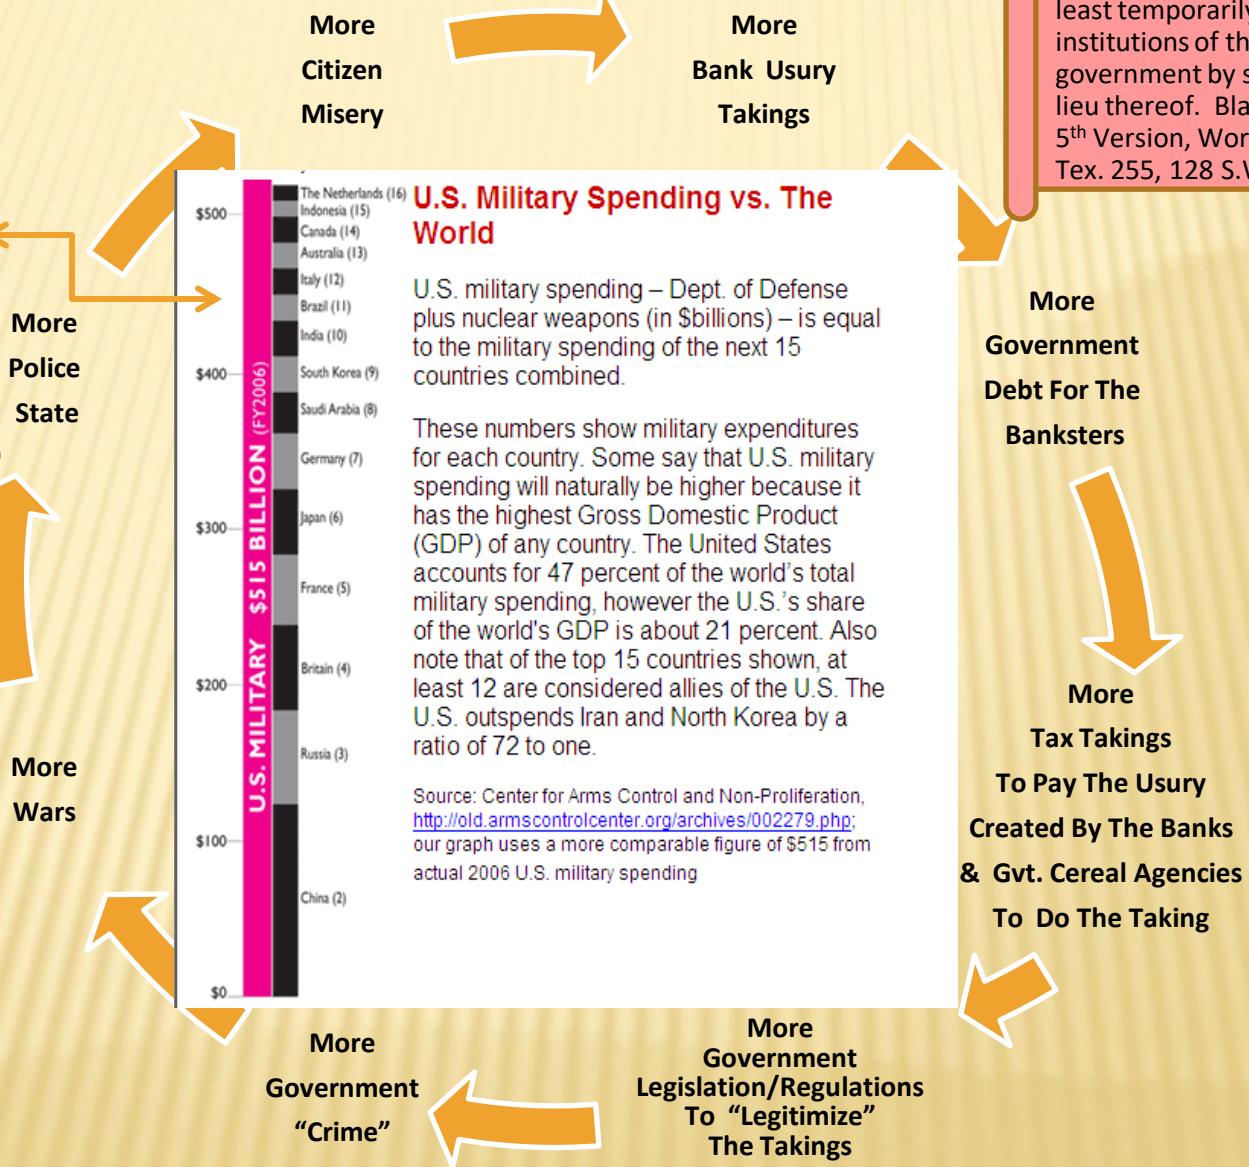 More
Citizen
Misery
More
Bank Usury
Takings
least temporarily
institutions of th
government by s
lieu thereof. Bla
5th Version, Wor
Tex. 255, 128 S.W
More
Government
Debt For The
Banksters
More
Tax Takings
To Pay The Usury
Created By The Banks
& Gvt. Cereal Agencies
To Do The Taking
More
Government
Legislation/Regulations
To “Legitimize”
The Takings
More
Government
“Crime”
More
Wars
More
Police
State
$500
$400
$300
$200
$100
$0
U.S. MILITARY $515 BILLION (FY2006)
The Netherlands (16)
Indonesia (15)
Canada (14)
Australia (13)
Italy (12)
Brazil (11)
India (10)
South Korea (9)
Saudi Arabia (8)
Germany (7)
Japan (6)
France (5)
Britain (4)
Russia (3)
China (2)
U.S. Military Spending vs. The
World
U.S. military spending – Dept. of Defense
plus nuclear weapons (in $billions) – is equal
to the military spending of the next 15
countries combined.
These numbers show military expenditures
for each country. Some say that U.S. military
spending will naturally be higher because it
has the highest Gross Domestic Product
(GDP) of any country. The United States
accounts for 47 percent of the world’s total
military spending, however the U.S.’s share
of the world's GDP is about 21 percent. Also
note that of the top 15 countries shown, at
least 12 are considered allies of the U.S. The
U.S. outspends Iran and North Korea by a
ratio of 72 to one.
Source: Center for Arms Control and Non-Proliferation,
http://old.armscontrolcenter.org/archives/002279.php;
our graph uses a more comparable figure of $515 from
actual 2006 U.S. military spending